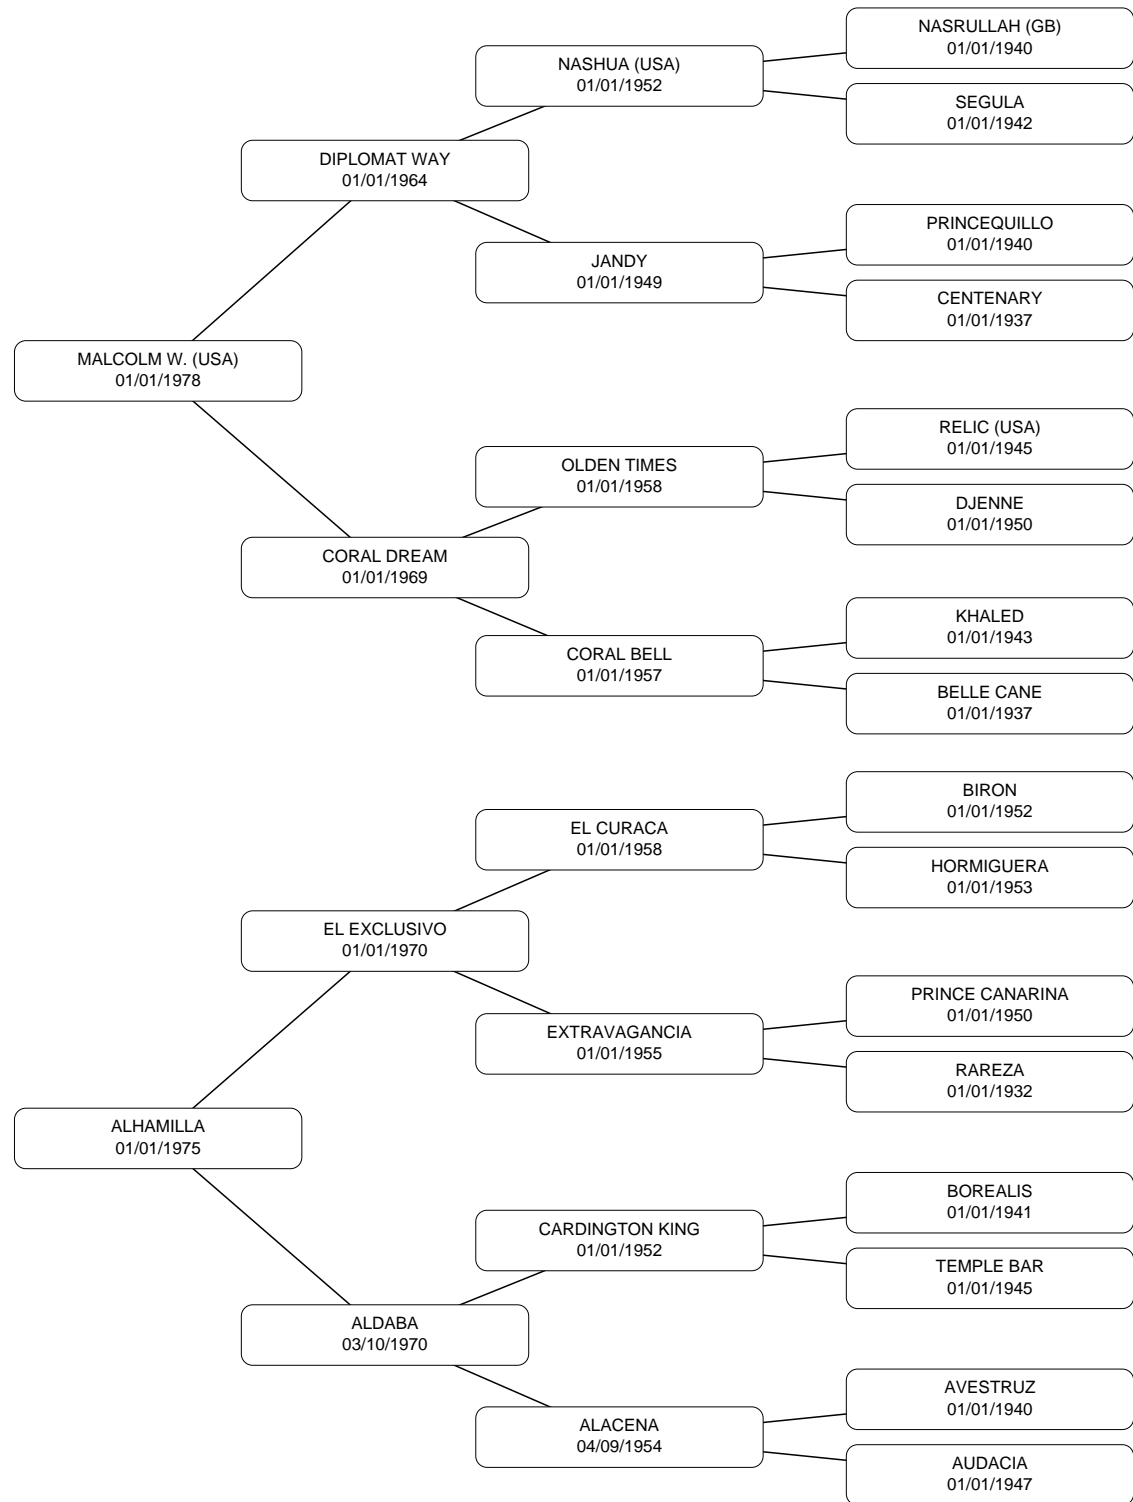 NASRULLAH (GB)
01/01/1940
NASHUA (USA)
01/01/1952
SEGULA
01/01/1942
DIPLOMAT WAY
01/01/1964
PRINCEQUILLO
01/01/1940
JANDY
01/01/1949
CENTENARY
01/01/1937
MALCOLM W. (USA)
01/01/1978
RELIC (USA)
01/01/1945
OLDEN TIMES
01/01/1958
DJENNE
01/01/1950
CORAL DREAM
01/01/1969
KHALED
01/01/1943
CORAL BELL
01/01/1957
BELLE CANE
01/01/1937
BIRON
01/01/1952
EL CURACA
01/01/1958
HORMIGUERA
01/01/1953
EL EXCLUSIVO
01/01/1970
PRINCE CANARINA
01/01/1950
EXTRAVAGANCIA
01/01/1955
RAREZA
01/01/1932
ALHAMILLA
01/01/1975
BOREALIS
01/01/1941
CARDINGTON KING
01/01/1952
TEMPLE BAR
01/01/1945
ALDABA
03/10/1970
AVESTRUZ
01/01/1940
ALACENA
04/09/1954
AUDACIA
01/01/1947